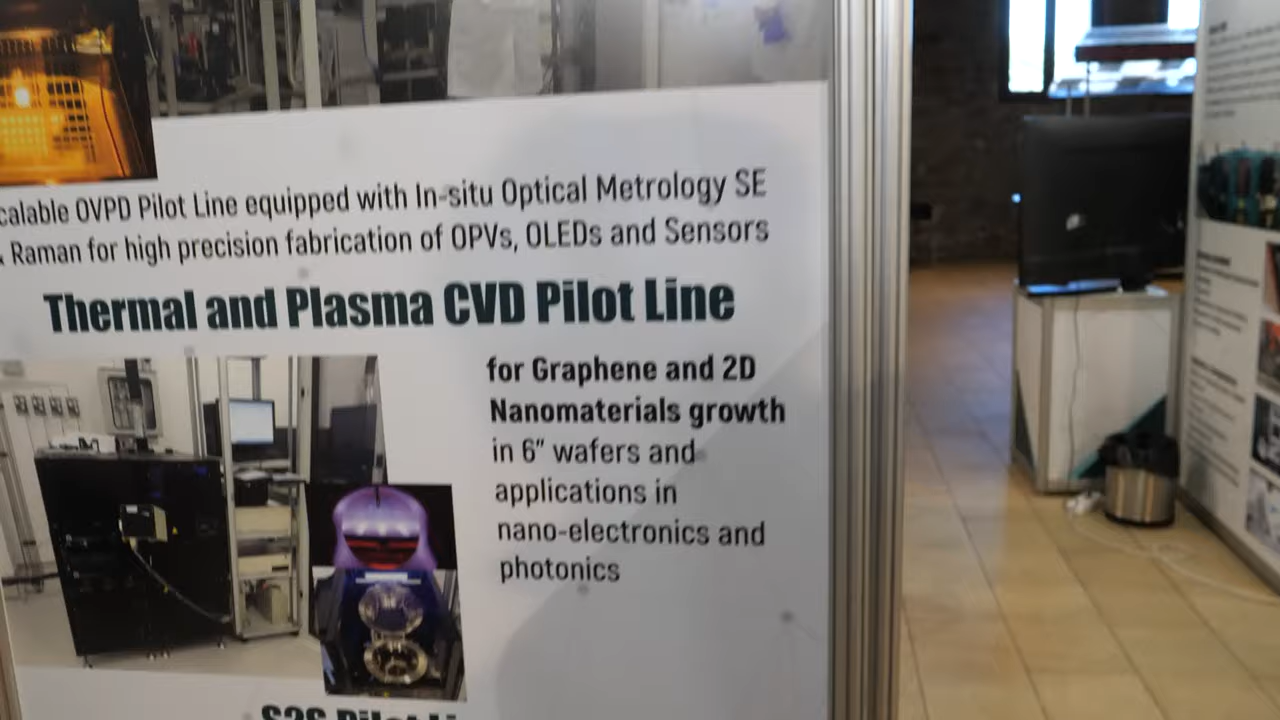 calable OVPD Pilot Line equipped with In-situ Optical Metrology SE
& Raman for high precision fabrication of OPVs, OLEDs and Sensors
Thermal and Plasma CVD Pilot Line
for Graphene and 2D
Nanomaterials growth
in 6” wafers and
applications in
nano-electronics and
photonics